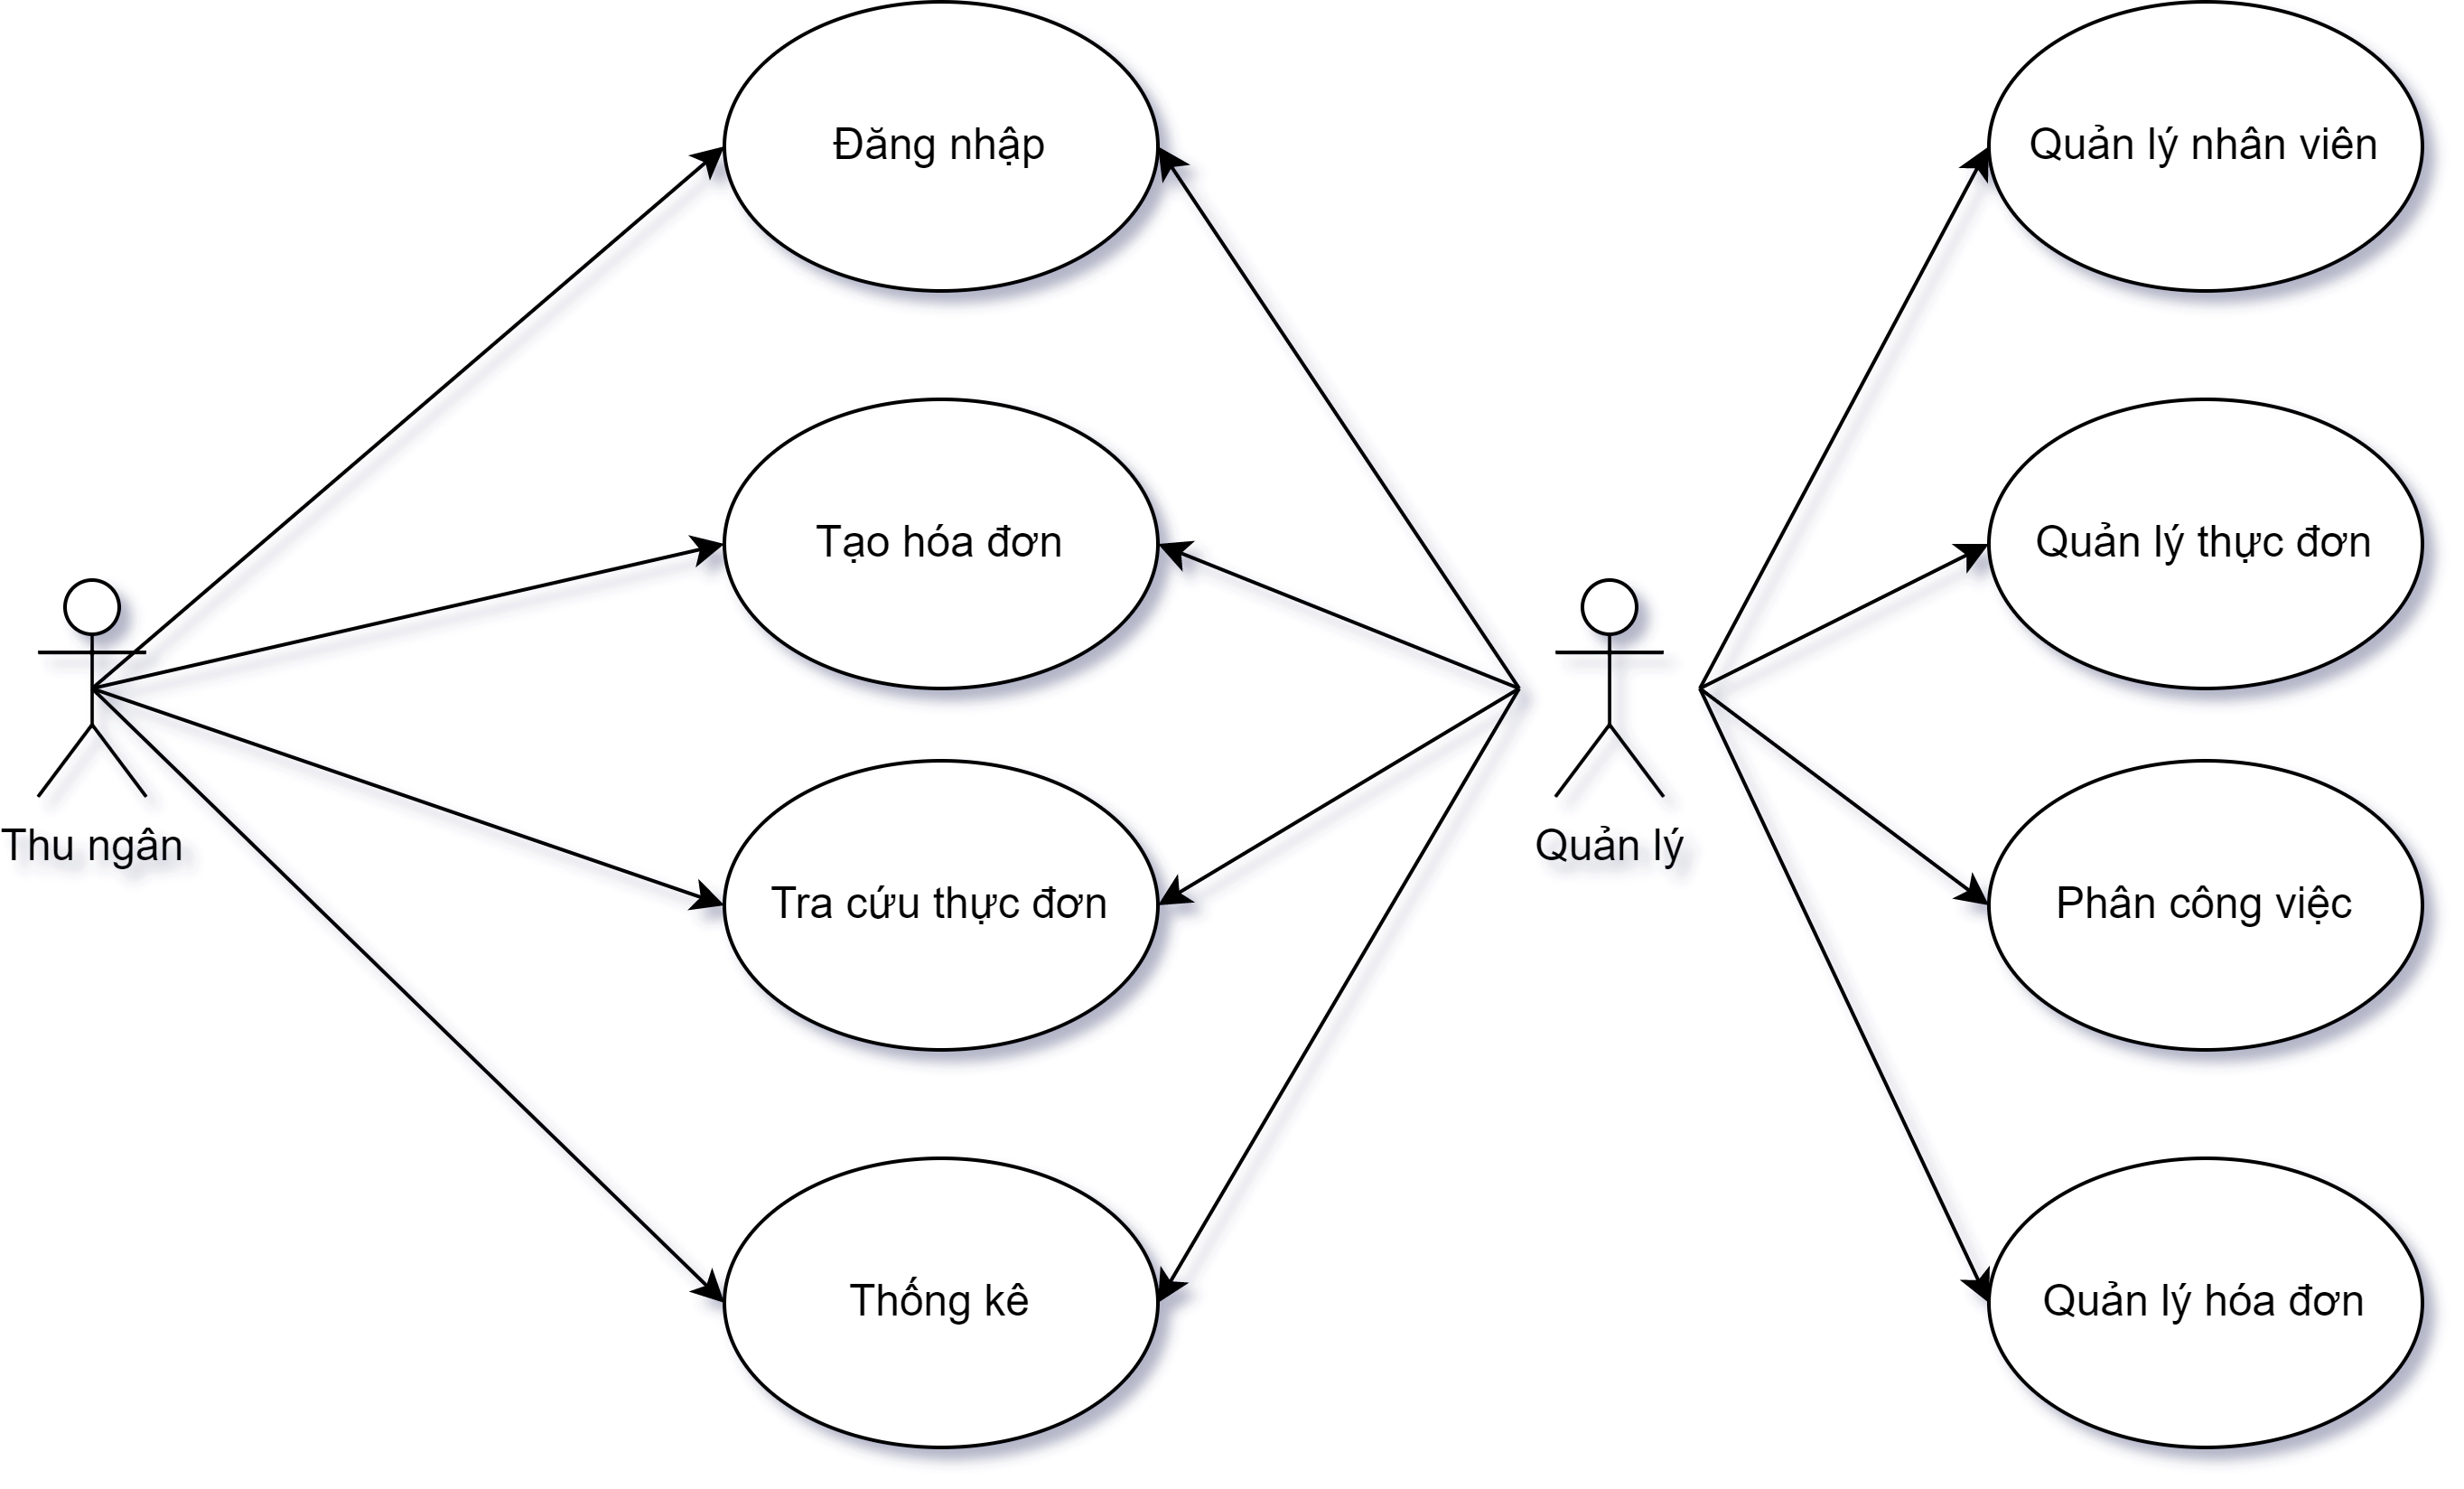 Đăng nhập
Quản lý nhân viên
Tạo hóa đơn
Quản lý thực đơn
Thu ngân
Quản lý
Tra cứu thực đơn
Phân công việc
Thống kê
Quản lý hóa đơn